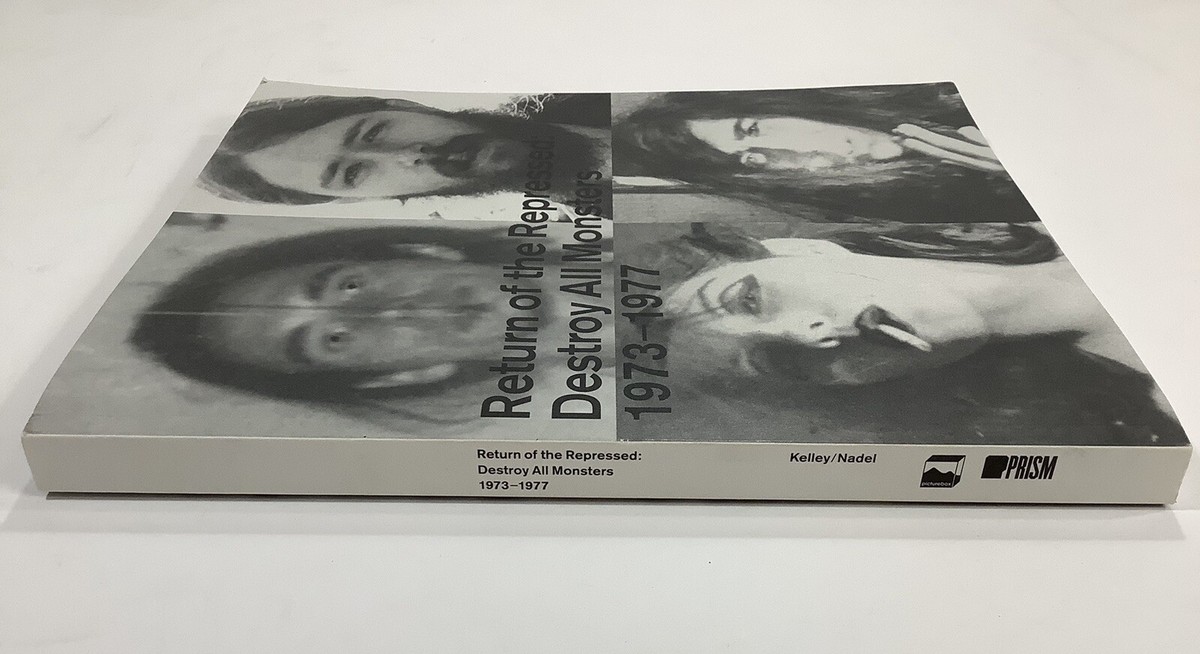 Return of the Repressed:
Destroy All Monsters
1973–1977
Return of the Repressed:
Destroy All Monsters
1973–1977
Kelley/Nadel
picturebox
PRISM